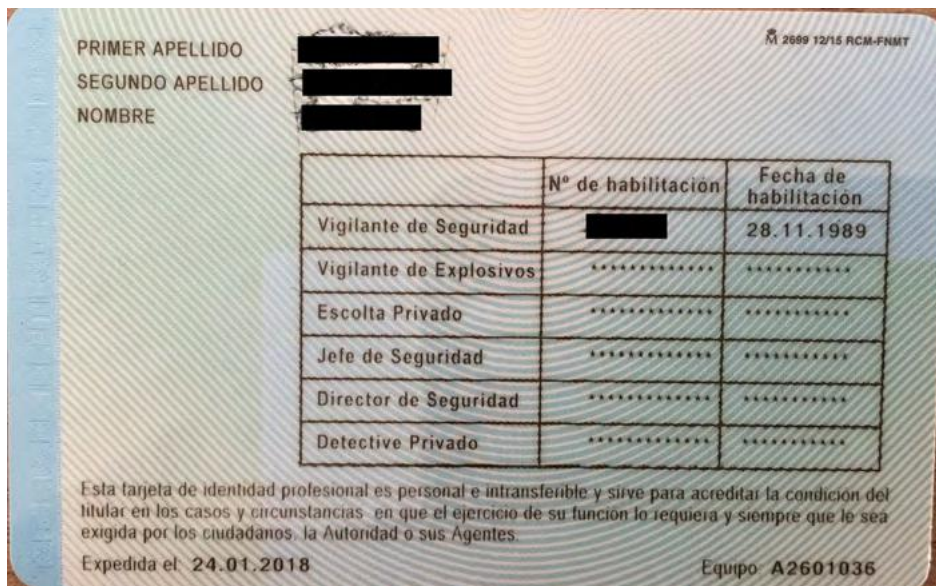 M 2699 12/15 RCM-FNMT
PRIMER APELLIDO
SEGUNDO APELLIDO
NOMBRE
Nº de habilitación Fecha de habilitación
Vigilante de Seguridad 28.11.1989
Vigilante de Explosivos ************* ***********
Escolta Privado ************* ***********
Jefe de Seguridad ************* ***********
Director de Seguridad ************* ***********
Detective Privado ************* ***********
Esta tarjeta de identidad profesional es personal e intransferible y sirve para acreditar la condición del
titular en los casos y circunstancias en que el ejercicio de su función lo requiera y siempre que le sea
exigida por los ciudadanos, la Autoridad o sus Agentes.
Expedida el 24.01.2018 Equipo A2601036